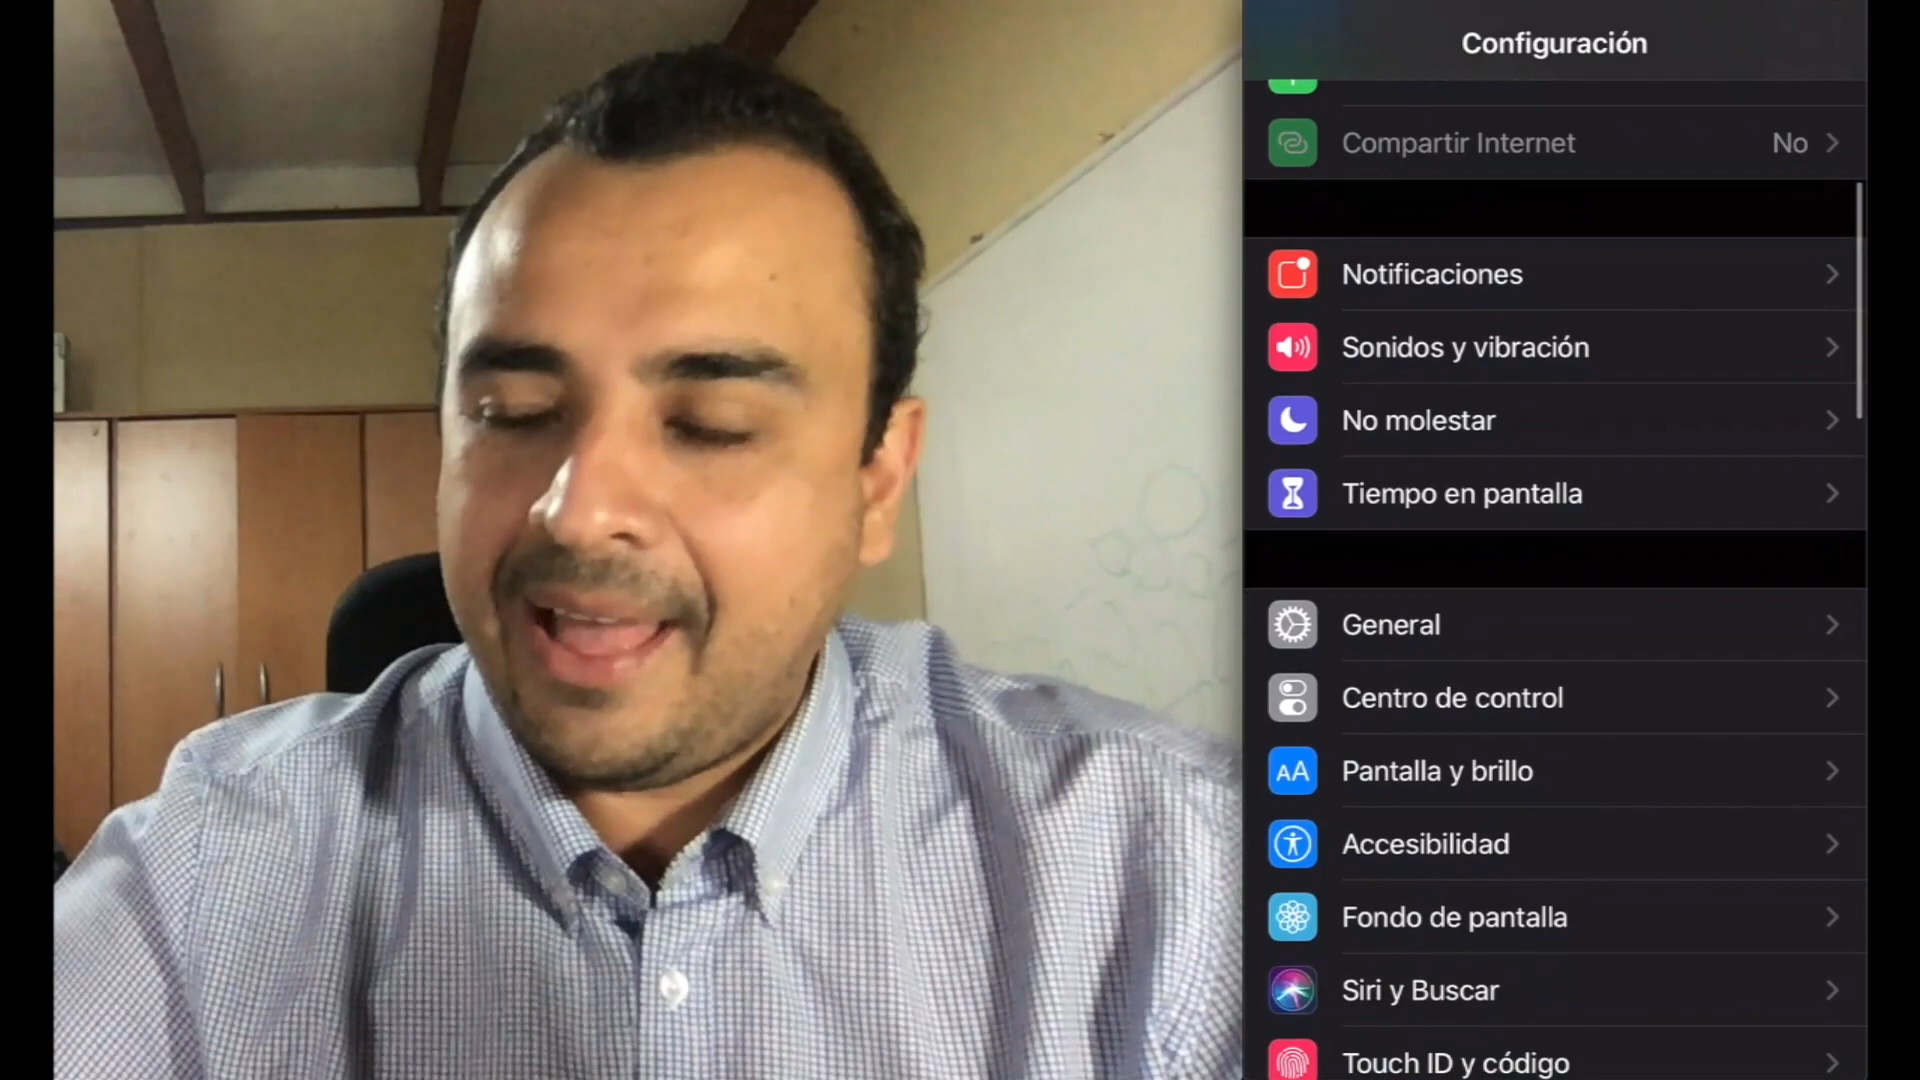 Configuración
Compartir Internet No
Notificaciones
Sonidos y vibración
No molestar
Tiempo en pantalla
General
Centro de control
AA Pantalla y brillo
Accesibilidad
Fondo de pantalla
Siri y Buscar
Touch ID y código